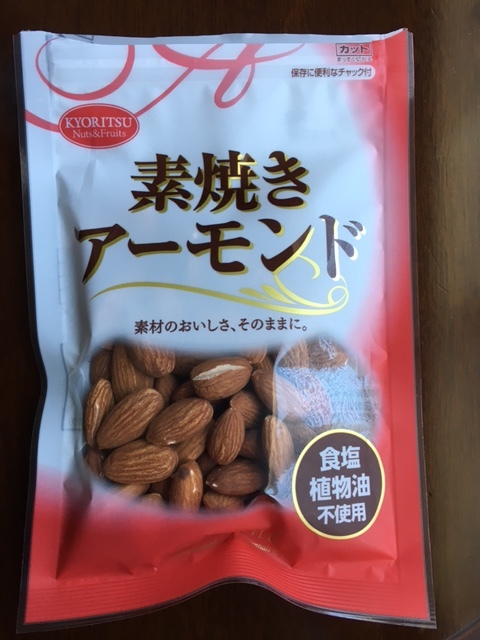 カット
保存に便利なチャック付
KYORITSU
Nuts&Fruits
素焼き
アーモンド
素材のおいしさ、そのままに。
食塩
植物油
不使用